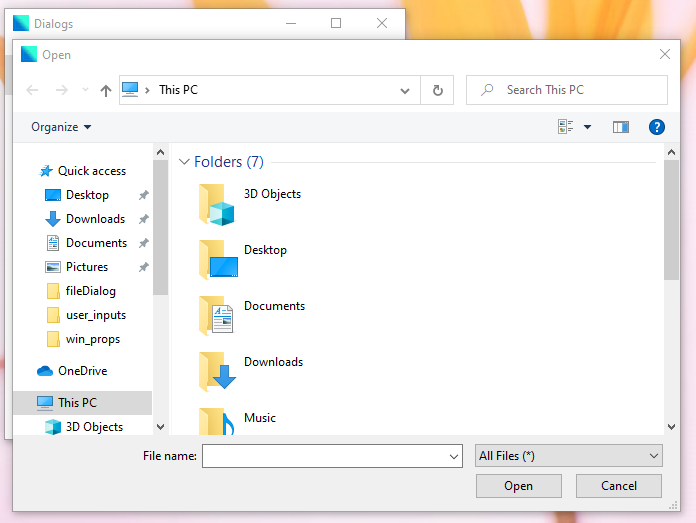 Dialogs
Open
This PC
Search This PC
Organize
?
Quick access
Desktop
Downloads
Documents
Pictures
fileDialog
user_inputs
win_props
OneDrive
This PC
3D Objects
Folders (7)
3D Objects
Desktop
Documents
Downloads
Music
File name:
All Files (*)
Open
Cancel